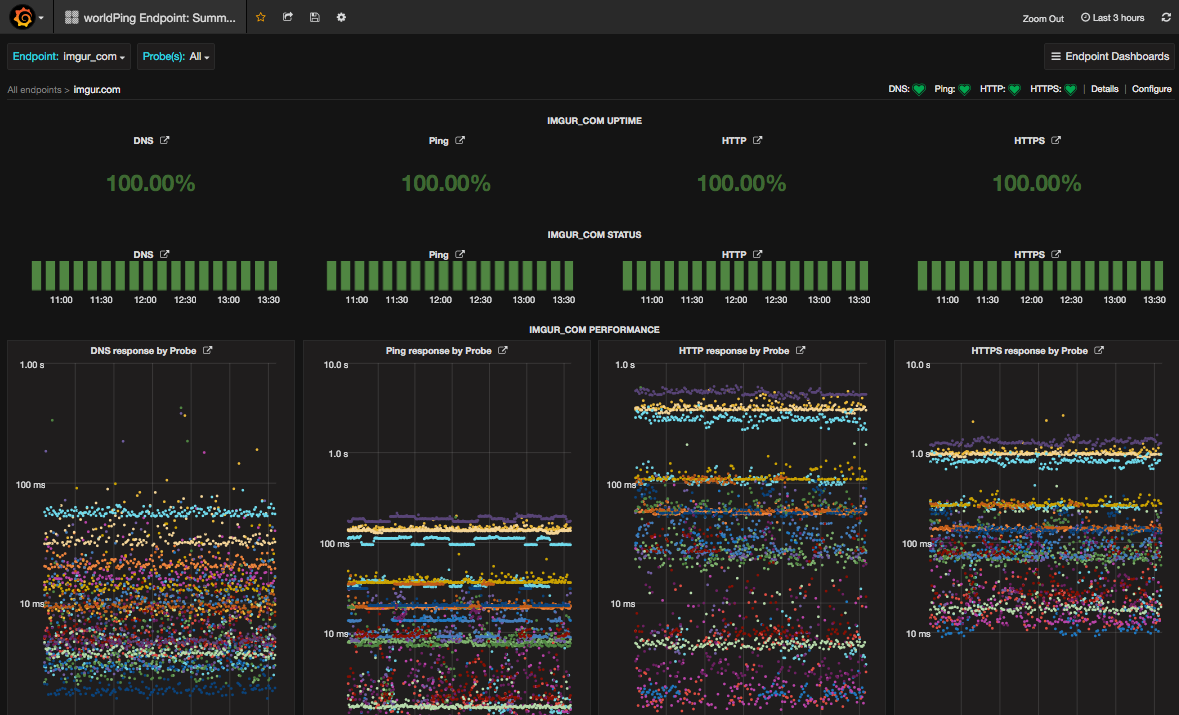 worldPing Endpoint: Summ... Zoom Out Last 3 hours
Endpoint: imgur_com Probe(s): All Endpoint Dashboards
All endpoints > imgur.com DNS: Ping: HTTP: HTTPS: | Details | Configure
IMGUR_COM UPTIME
DNS Ping HTTP HTTPS
100.00% 100.00% 100.00% 100.00%
IMGUR_COM STATUS
DNS Ping HTTP HTTPS
11:00 11:30 12:00 12:30 13:00 13:30 11:00 11:30 12:00 12:30 13:00 13:30 11:00 11:30 12:00 12:30 13:00 13:30 11:00 11:30 12:00 12:30 13:00 13:30
IMGUR_COM PERFORMANCE
DNS response by Probe
1.00 s
100 ms
10 ms
Ping response by Probe
10.0 s
1.0 s
100 ms
10 ms
HTTP response by Probe
1.0 s
100 ms
10 ms
HTTPS response by Probe
10.0 s
1.0 s
100 ms
10 ms